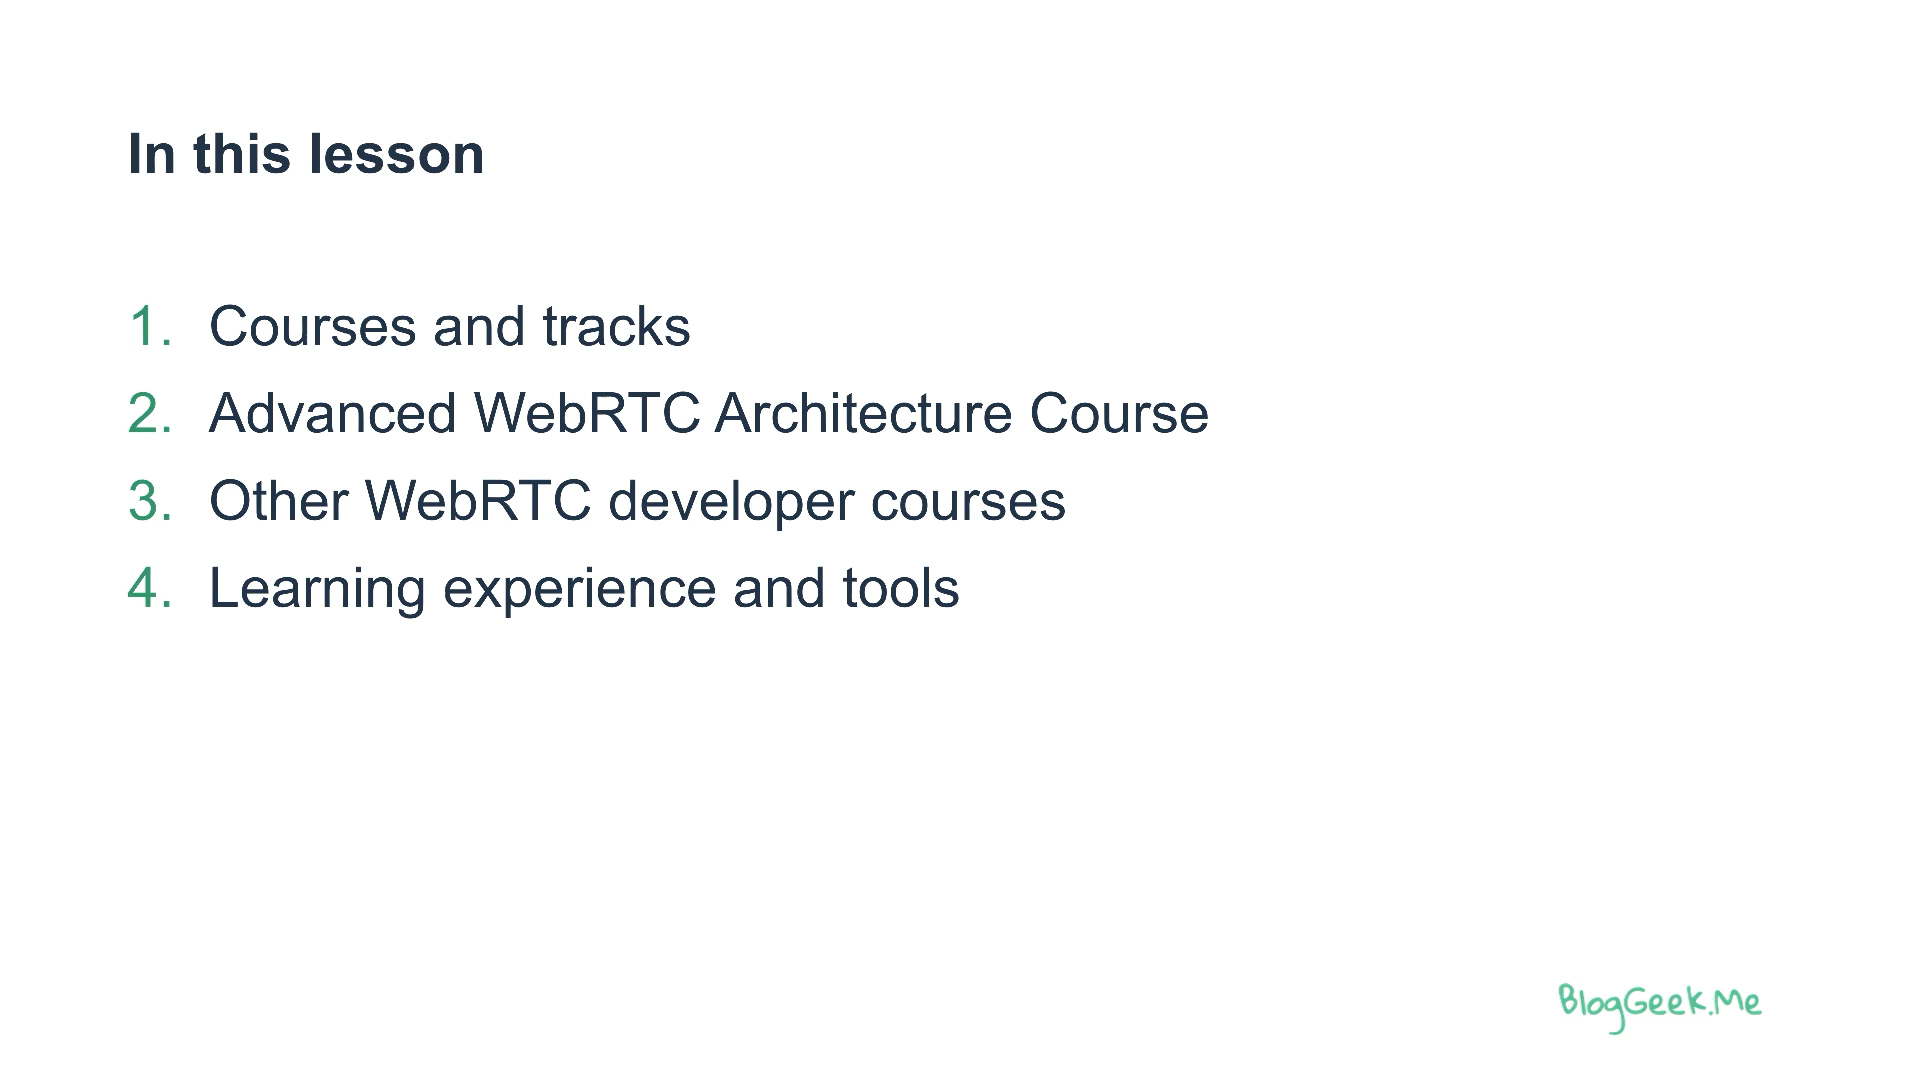 In this lesson
1. Courses and tracks
2. Advanced WebRTC Architecture Course
3. Other WebRTC developer courses
4. Learning experience and tools
BlogGeek.Me